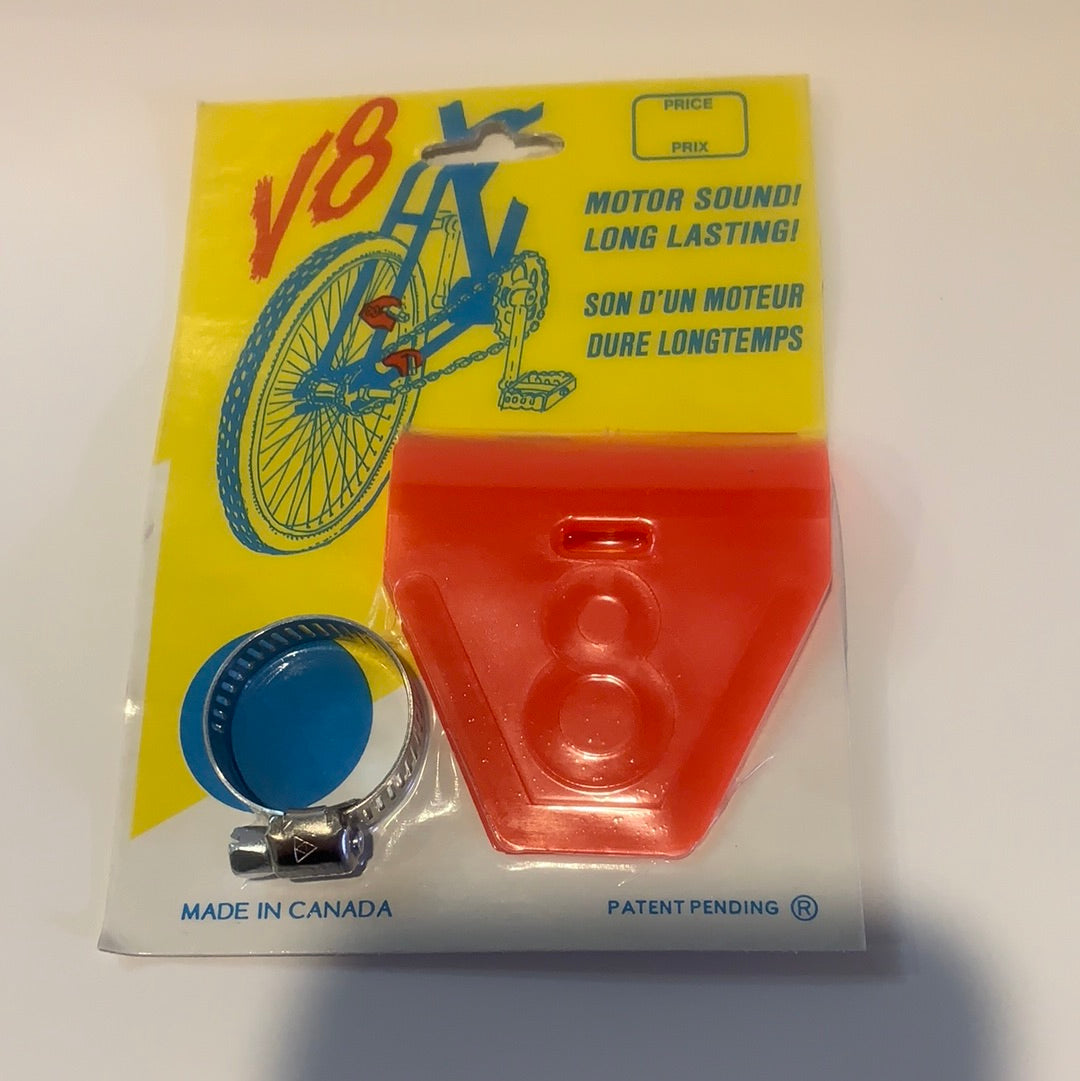 V8
PRICE
PRIX
MOTOR SOUND!
LONG LASTING!
SON D'UN MOTEUR
DURE LONGTEMPS
V8
MADE IN CANADA
PATENT PENDING ®